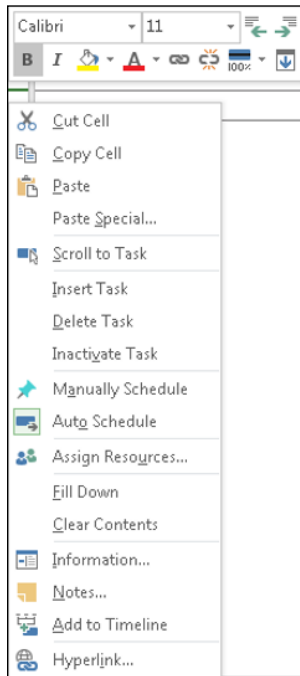 Calibri 11
B I A 100%
Cut Cell
Copy Cell
Paste
Paste Special...
Scroll to Task
Insert Task
Delete Task
Inactivate Task
Manually Schedule
Auto Schedule
Assign Resources...
Fill Down
Clear Contents
Information...
Notes...
Add to Timeline
Hyperlink...